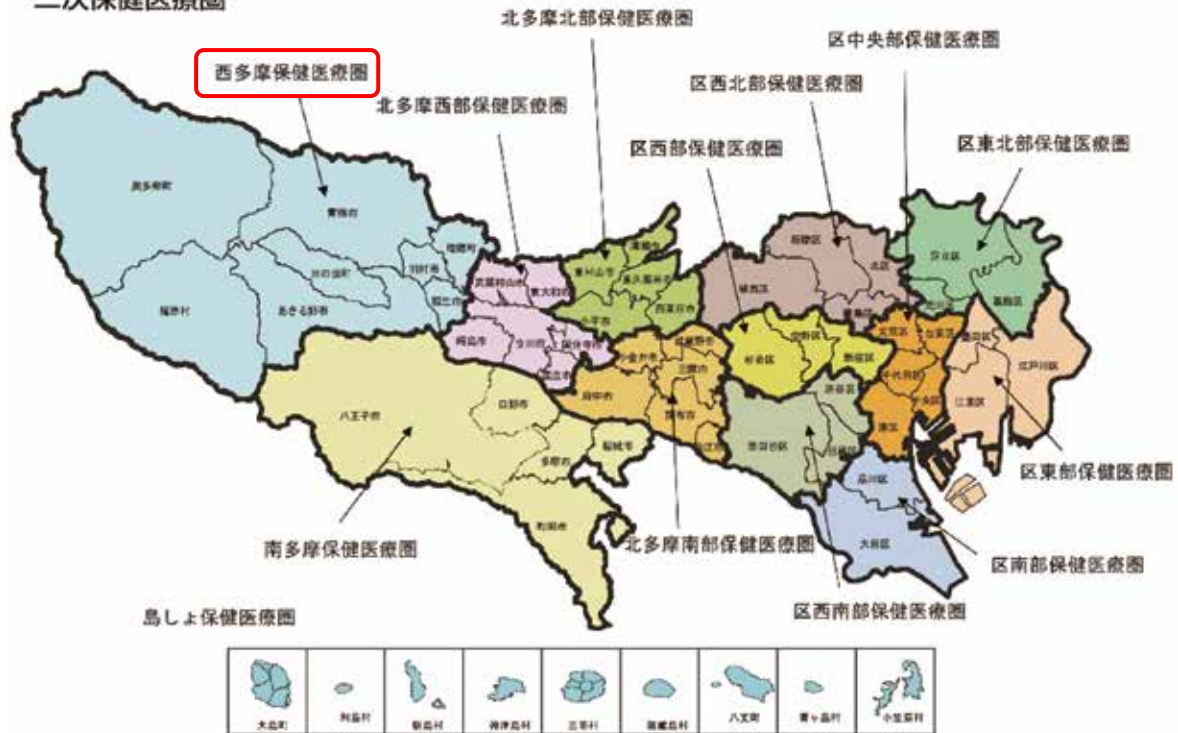 二次保健医療圏
北多摩北部保健医療圏
区中央部保健医療圏
西多摩保健医療圏
区西北部保健医療圏
北多摩西部保健医療圏
区西部保健医療圏
区東北部保健医療圏
奥多摩町
青梅市
瑞穂町
羽村市
日の出町
福生市
檜原村
あきる野市
武蔵村山市
東大和市
東村山市
清瀬市
東久留米市
小平市
西東京市
板橋区
北区
練馬区
豊島区
足立区
荒川区
葛飾区
昭島市
立川市
国分寺市
国立市
小金井市
武蔵野市
三鷹市
府中市
調布市
狛江市
杉並区
中野区
新宿区
文京区
台東区
千代田区
中央区
港区
墨田区
江東区
江戸川区
渋谷区
世田谷区
目黒区
八王子市
日野市
多摩市
稲城市
町田市
品川区
大田区
区東部保健医療圏
南多摩保健医療圏
北多摩南部保健医療圏
区南部保健医療圏
区西南部保健医療圏
島しょ保健医療圏
大島町
利島村
新島村
神津島村
三宅村
御蔵島村
八丈町
青ヶ島村
小笠原村